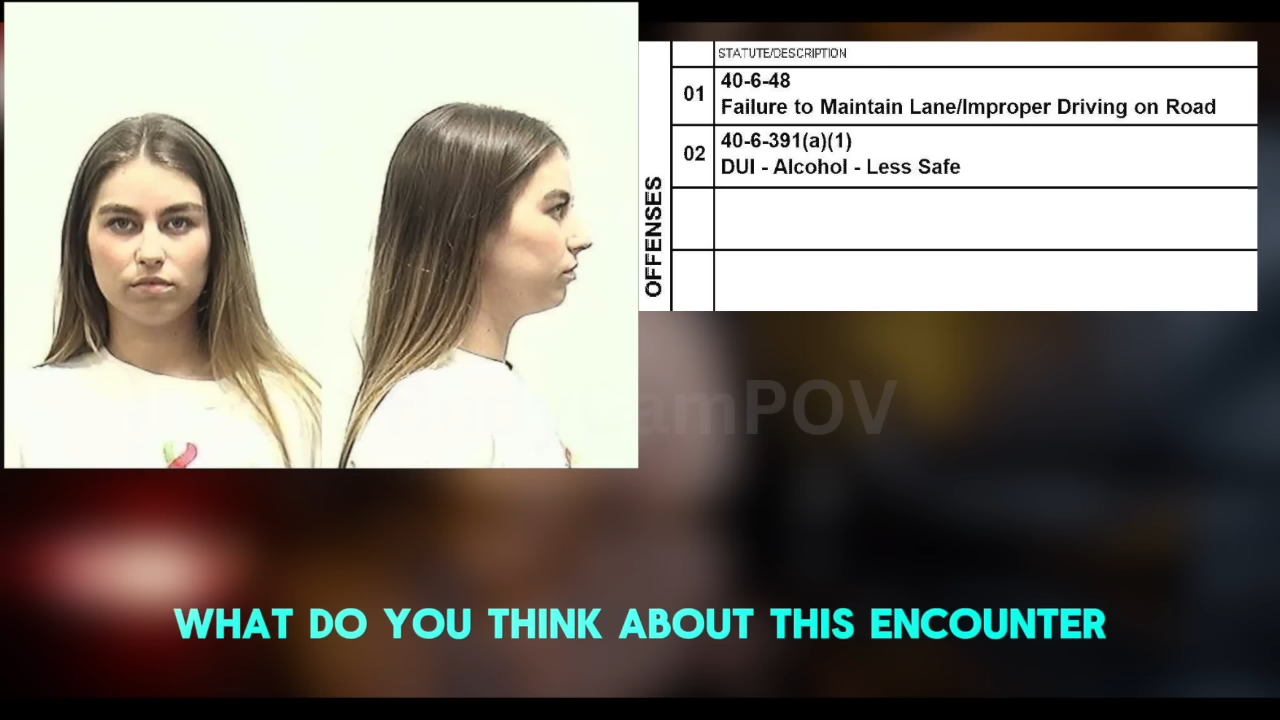 STATUTE/DESCRIPTION
01
40-6-48
Failure to Maintain Lane/Improper Driving on Road
02
40-6-391(a)(1)
DUI - Alcohol - Less Safe
OFFENSES
WHAT DO YOU THINK ABOUT THIS ENCOUNTER